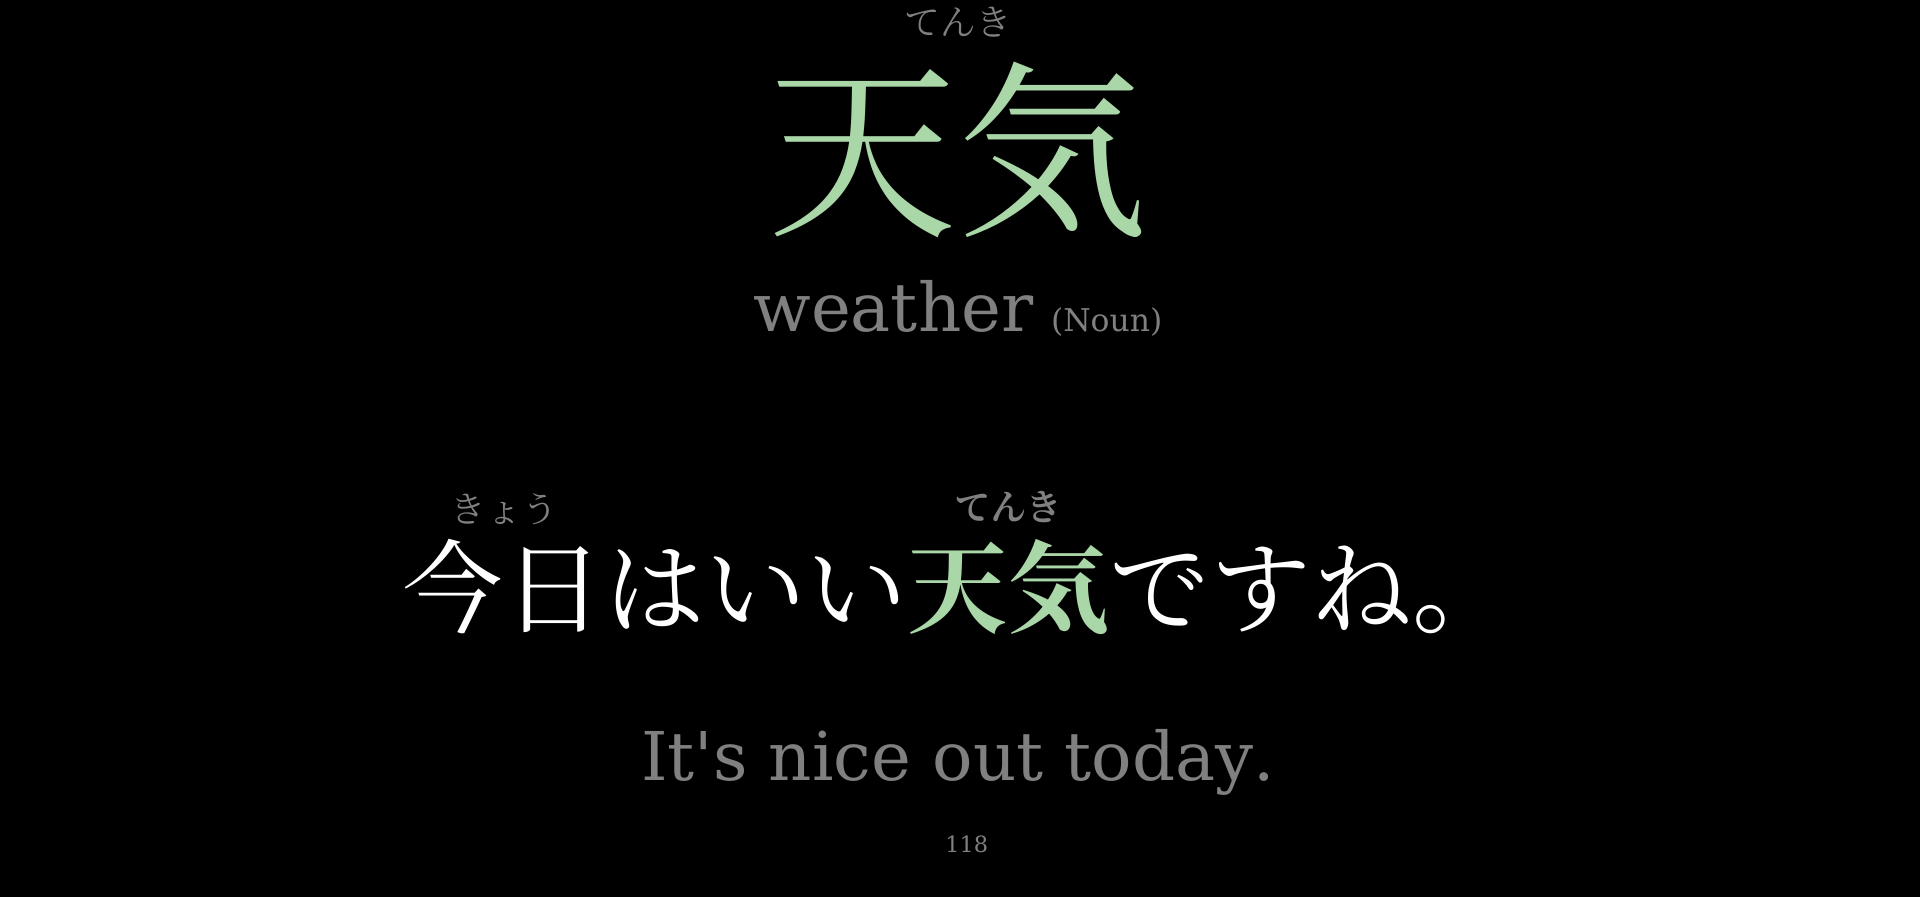 てんき
天気
weather (Noun)
きょう てんき
今日はいい天気ですね。
It's nice out today.
118